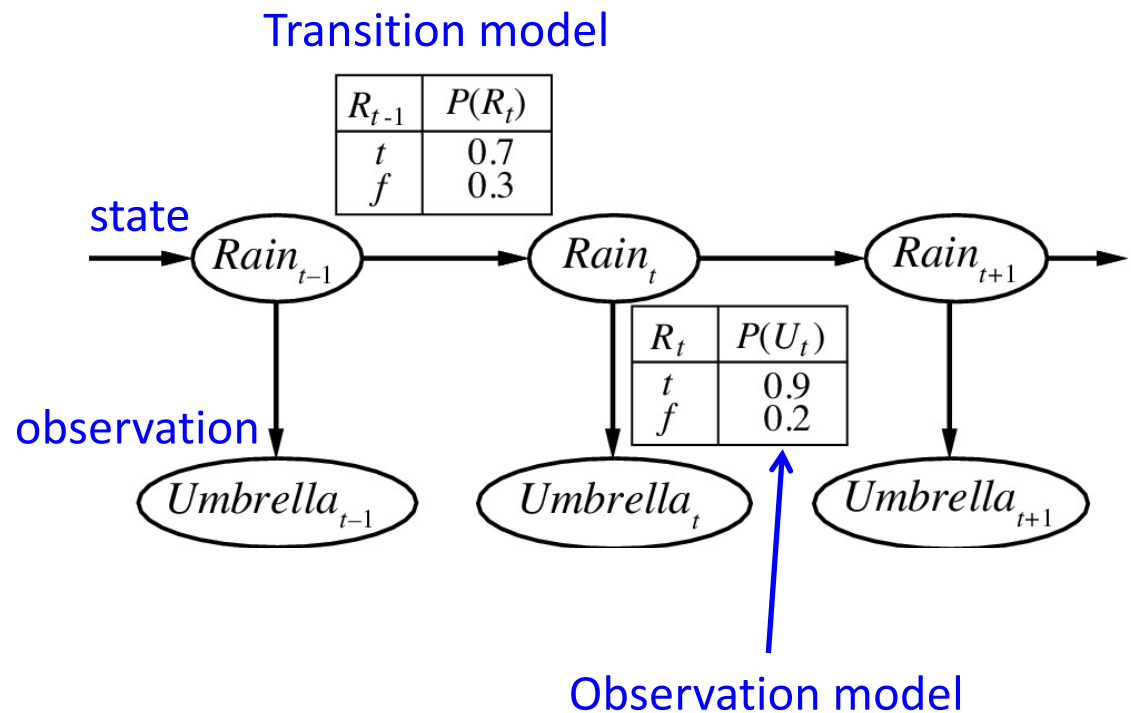 Transition model
R_{t-1} P(R_t)
t 0.7
f 0.3
state
Rain_{t–1} Rain_t Rain_{t+1}
R_t P(U_t)
t 0.9
f 0.2
observation
Umbrella_{t–1} Umbrella_t Umbrella_{t+1}
Observation model